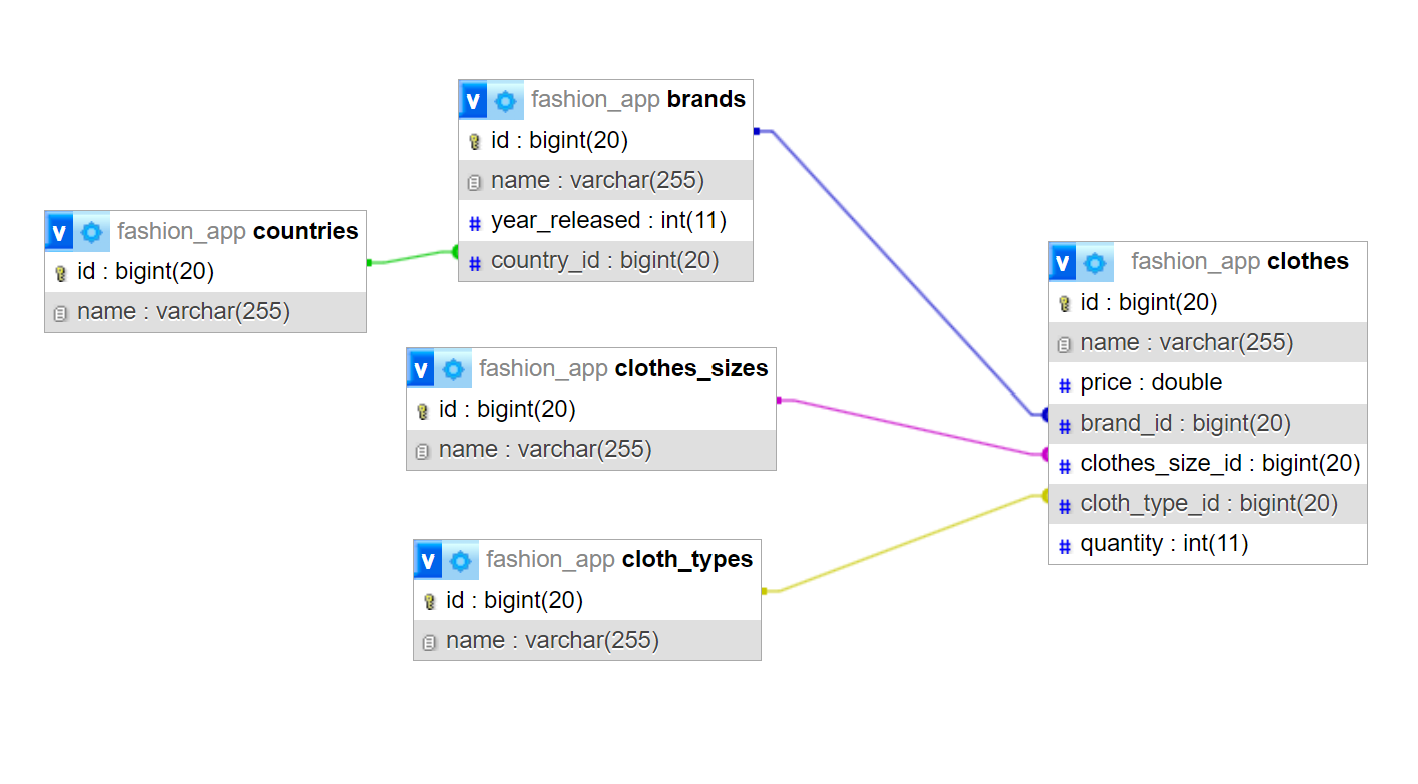 v fashion_app brands
id : bigint(20)
name : varchar(255)
# year_released : int(11)
# country_id : bigint(20)
v fashion_app countries
id : bigint(20)
name : varchar(255)
v fashion_app clothes_sizes
id : bigint(20)
name : varchar(255)
v fashion_app cloth_types
id : bigint(20)
name : varchar(255)
v fashion_app clothes
id : bigint(20)
name : varchar(255)
# price : double
# brand_id : bigint(20)
# clothes_size_id : bigint(20)
# cloth_type_id : bigint(20)
# quantity : int(11)